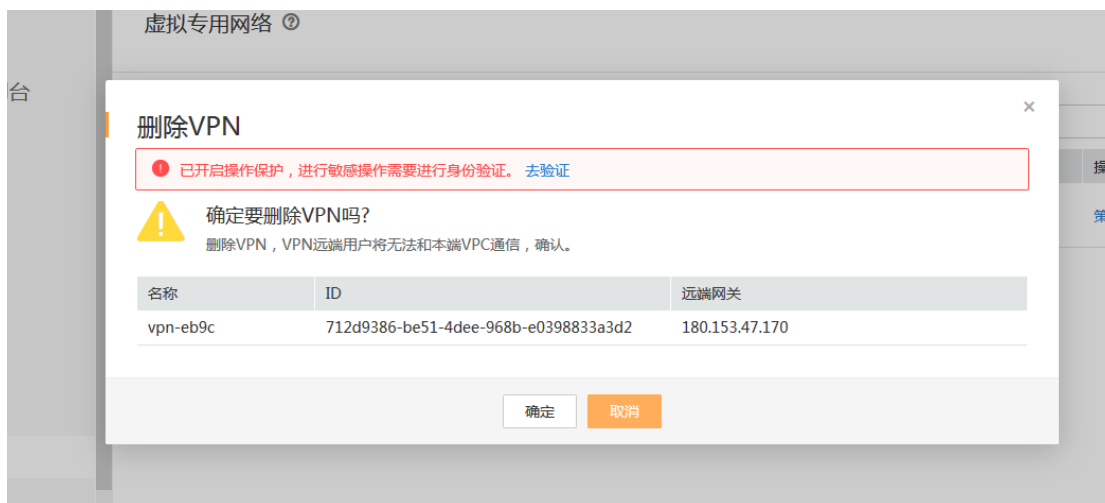 虚拟专用网络 ?
台
×
删除VPN
! 已开启操作保护，进行敏感操作需要进行身份验证。 去验证
确定要删除VPN吗?
删除VPN，VPN远端用户将无法和本端VPC通信，确认。
名称 ID 远端网关
vpn-eb9c 712d9386-be51-4dee-968b-e0398833a3d2 180.153.47.170
确定 取消
策